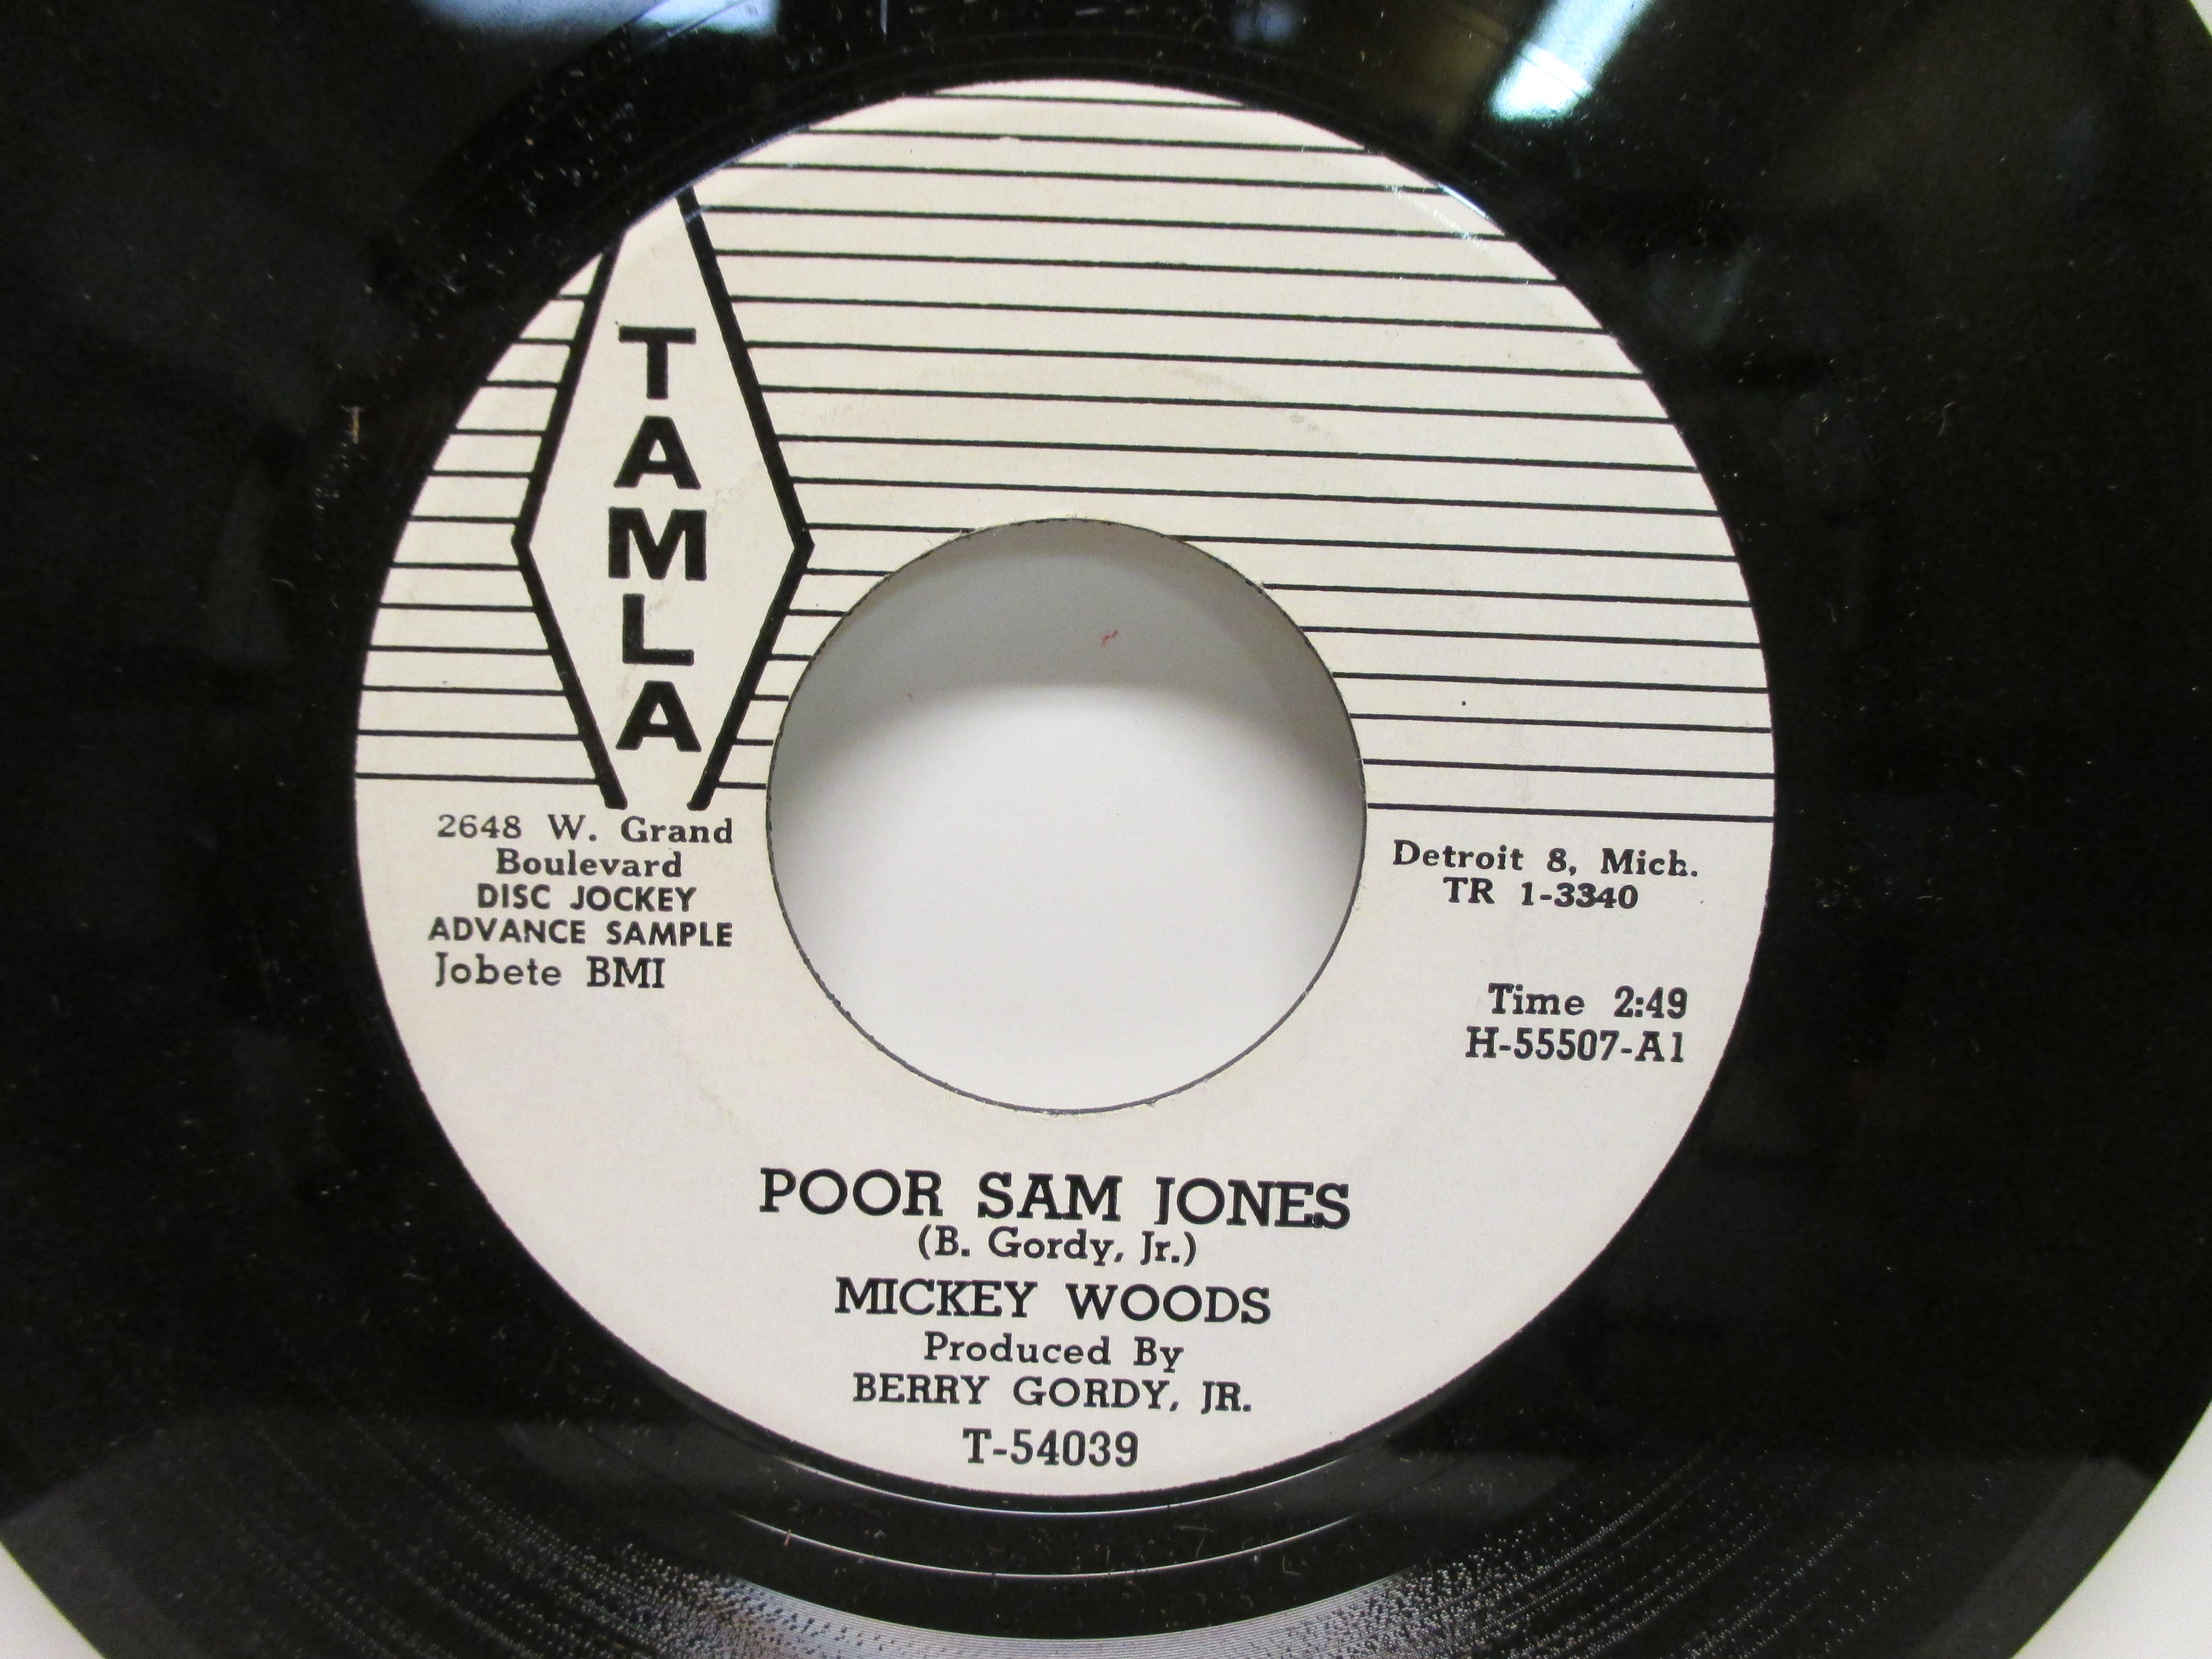 TAMLA
2648 W. Grand
Boulevard
DISC JOCKEY
ADVANCE SAMPLE
Jobete BMI
Detroit 8, Mich.
TR 1-3340
Time 2:49
H-55507-A1
POOR SAM JONES
(B. Gordy, Jr.)
MICKEY WOODS
Produced By
BERRY GORDY, JR.
T-54039